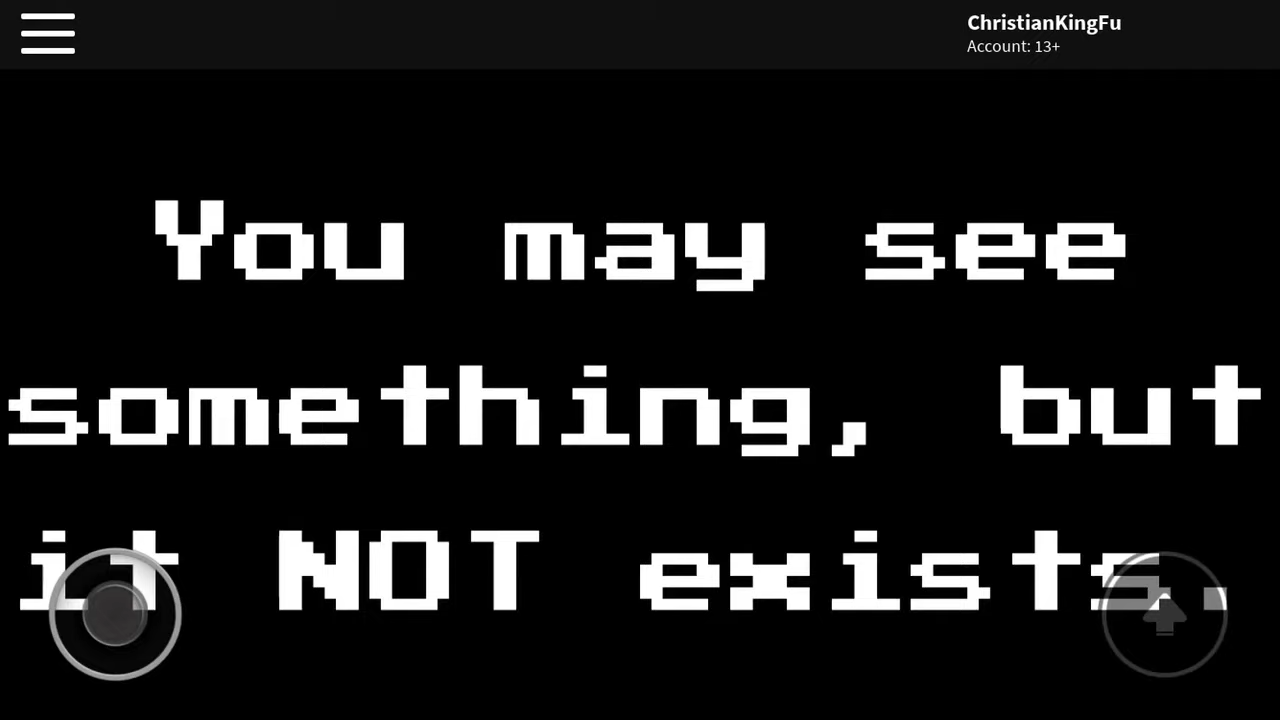 ChristianKingFu
Account: 13+
You may see
something, but
it NOT exists.